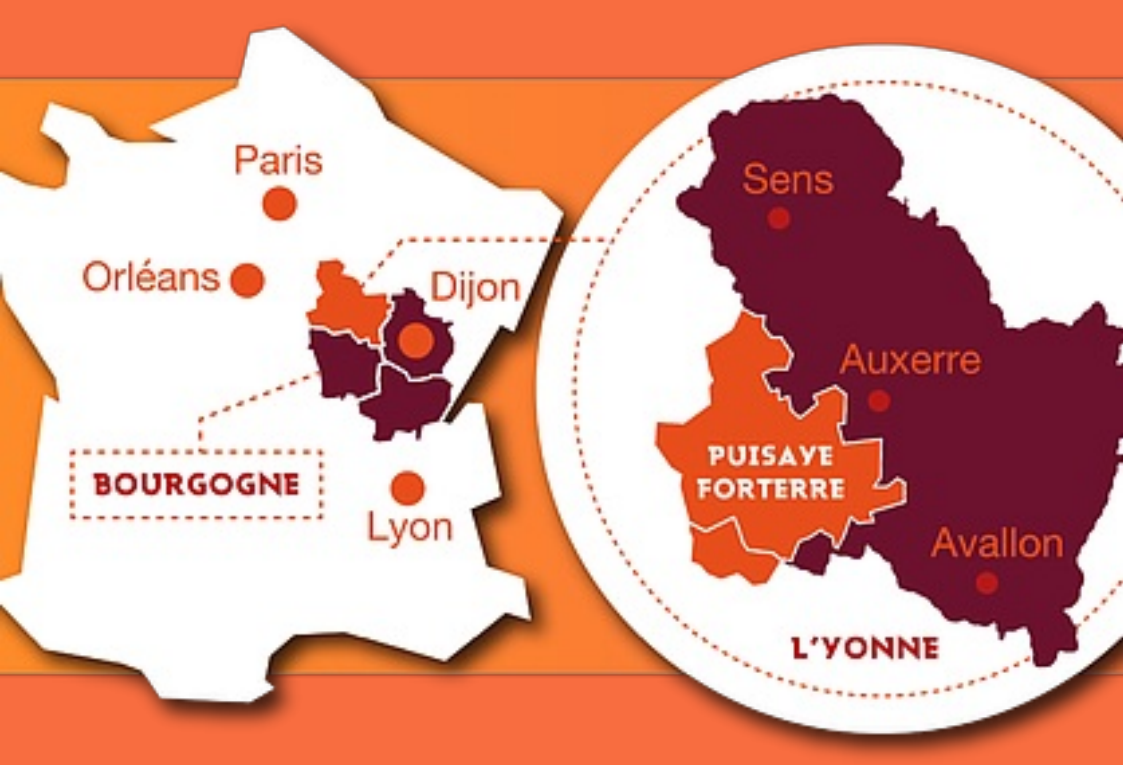 Paris
Orléans
Dijon
BOURGOGNE
Lyon
Sens
Auxerre
PUISAYE
FORTERRE
Avallon
L'YONNE